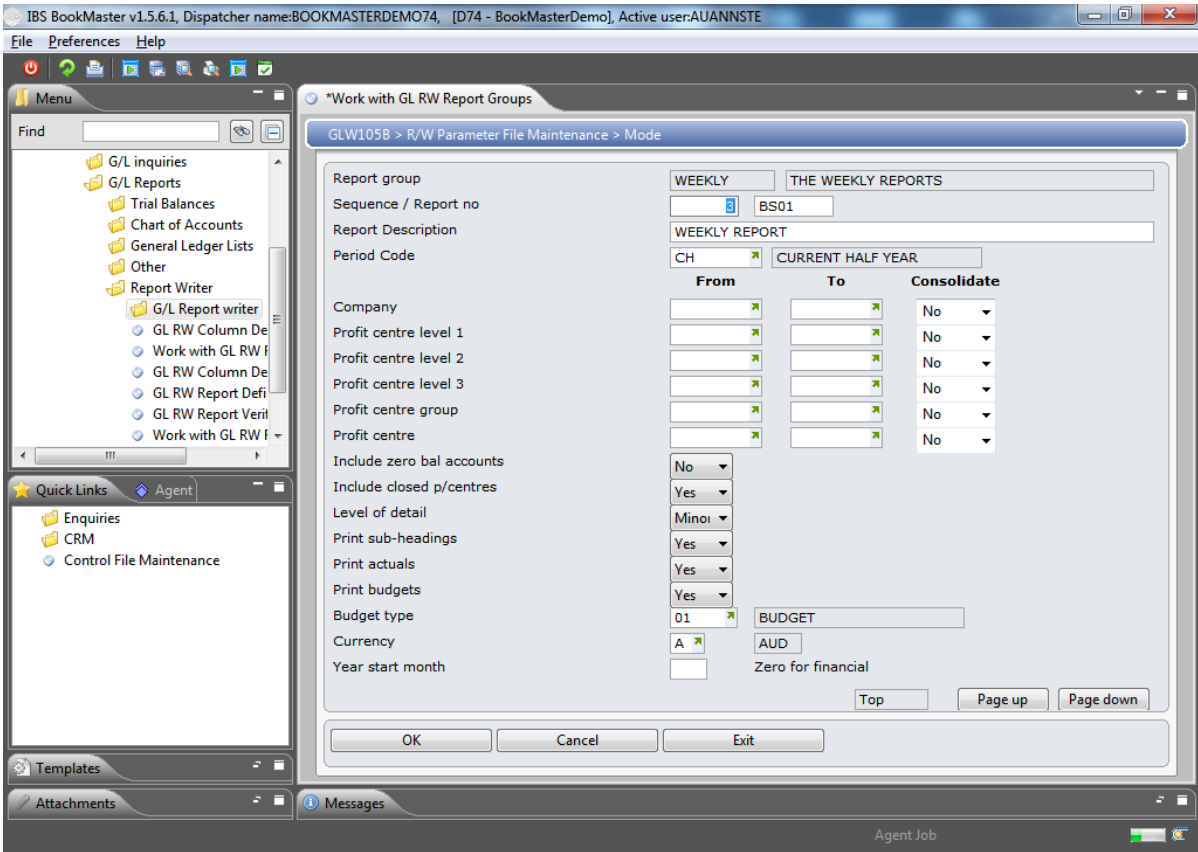 IBS BookMaster v1.5.6.1, Dispatcher name:BOOKMASTERDEMO74, [D74 - BookMasterDemo], Active user:AUANNSTE
File Preferences Help
Menu
Find
G/L inquiries
G/L Reports
Trial Balances
Chart of Accounts
General Ledger Lists
Other
Report Writer
G/L Report writer
GL RW Column De
Work with GL RW
GL RW Column De
GL RW Report Defi
GL RW Report Veri
Work with GL RW
Quick Links Agent
Enquiries
CRM
Control File Maintenance
Templates
Attachments
*Work with GL RW Report Groups
GLW105B > R/W Parameter File Maintenance > Mode
Report group WEEKLY THE WEEKLY REPORTS
Sequence / Report no 3 BS01
Report Description WEEKLY REPORT
Period Code CH CURRENT HALF YEAR
From To Consolidate
Company No
Profit centre level 1 No
Profit centre level 2 No
Profit centre level 3 No
Profit centre group No
Profit centre No
Include zero bal accounts No
Include closed p/centres Yes
Level of detail Minor
Print sub-headings Yes
Print actuals Yes
Print budgets Yes
Budget type 01 BUDGET
Currency A AUD
Year start month Zero for financial
Top Page up Page down
OK Cancel Exit
Messages
Agent Job